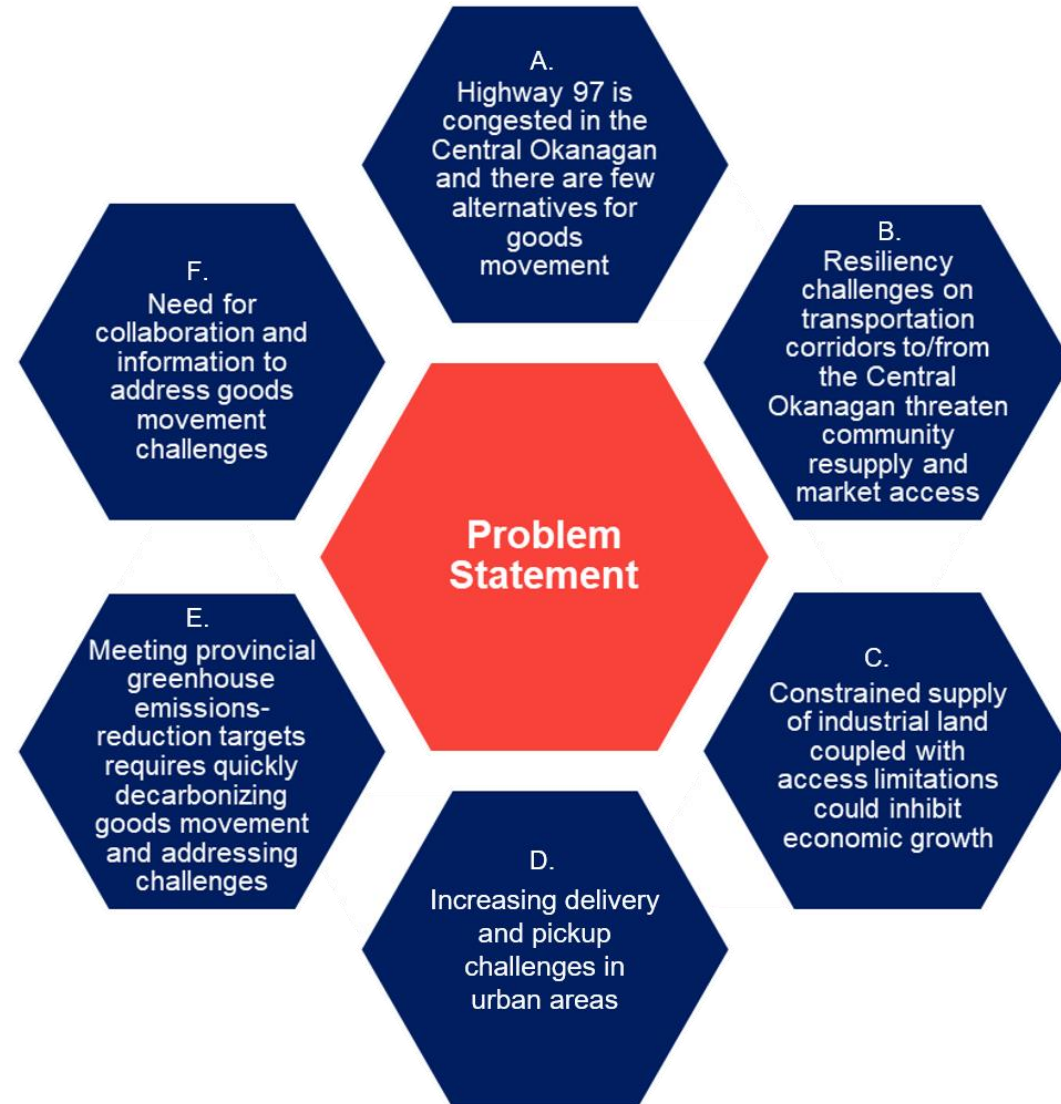 A.
Highway 97 is
congested in the
Central Okanagan
and there are few
alternatives for
goods
movement
B.
Resiliency
challenges on
transportation
corridors to/from
the Central
Okanagan threaten
community
resupply and
market access
C.
Constrained supply
of industrial land
coupled with
access limitations
could inhibit
economic growth
D.
Increasing delivery
and pickup
challenges in
urban areas
E.
Meeting provincial
greenhouse
emissions-
reduction targets
requires quickly
decarbonizing
goods movement
and addressing
challenges
F.
Need for
collaboration and
information to
address goods
movement
challenges
Problem
Statement